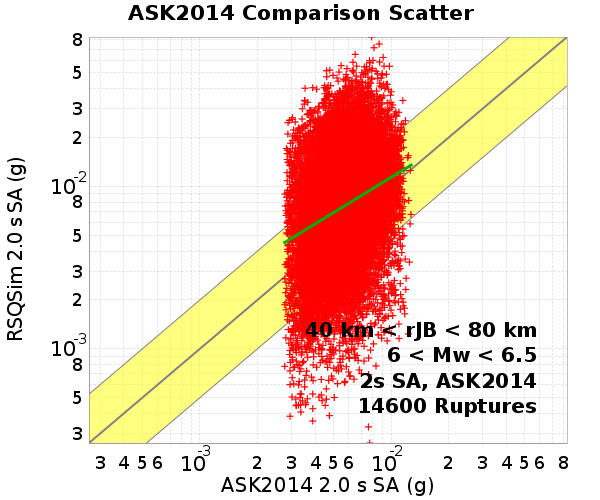 ASK2014 Comparison Scatter
RSQSim 2.0 s SA (g)
8
5
3
2
10-2
8
5
3
2
10-3
8
5
3
40 km < rJB < 80 km
6 < Mw < 6.5
2s SA, ASK2014
14600 Ruptures
3 4 5 6 10-3 2 3 4 5 6 10-2 2 3 4 5 6 8
ASK2014 2.0 s SA (g)